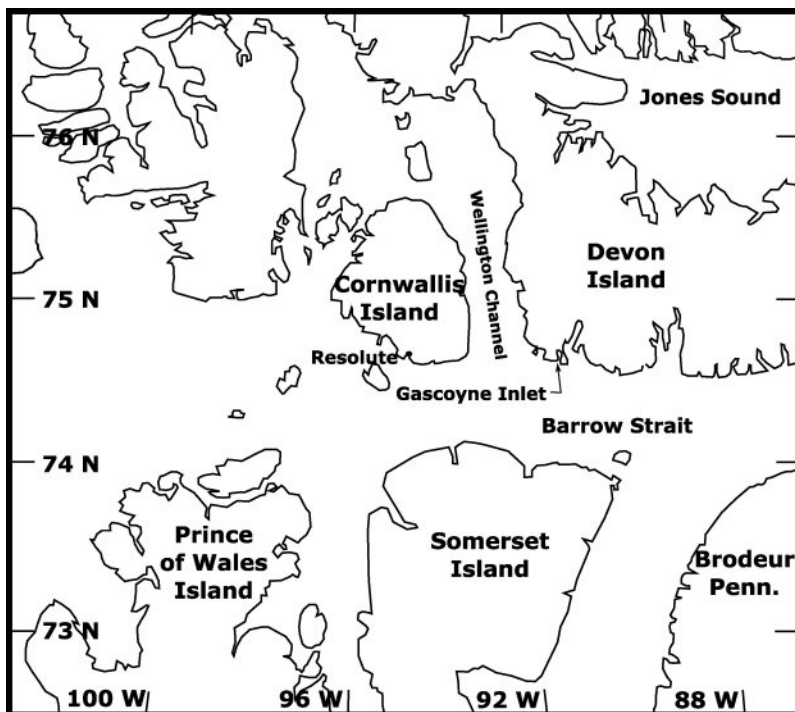 Jones Sound
76 N
Wellington Channel
Devon
Island
75 N
Cornwallis
Island
Resolute
Gascoyne Inlet
Barrow Strait
74 N
Prince
of Wales
Island
Somerset
Island
Brodeur
Penn.
73 N
100 W
96 W
92 W
88 W